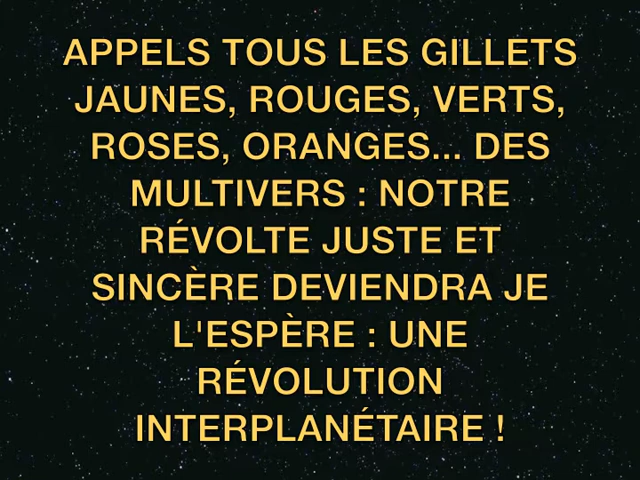 APPELS TOUS LES GILLETS
JAUNES, ROUGES, VERTS,
ROSES, ORANGES... DES
MULTIVERS : NOTRE
RÉVOLTE JUSTE ET
SINCÈRE DEVIENDRA JE
L'ESPÈRE : UNE
RÉVOLUTION
INTERPLANÉTAIRE !